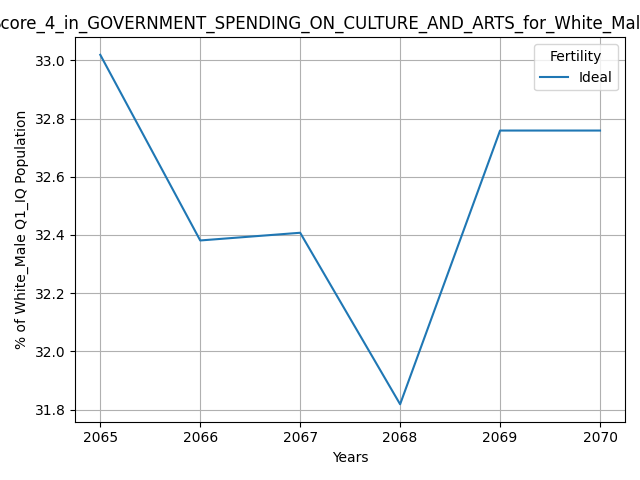 core_4_in_GOVERNMENT_SPENDING_ON_CULTURE_AND_ARTS_for_White_Mal
Fertility
Ideal
% of White_Male Q1_IQ Population
33.0
32.8
32.6
32.4
32.2
32.0
31.8
2065 2066 2067 2068 2069 2070
Years